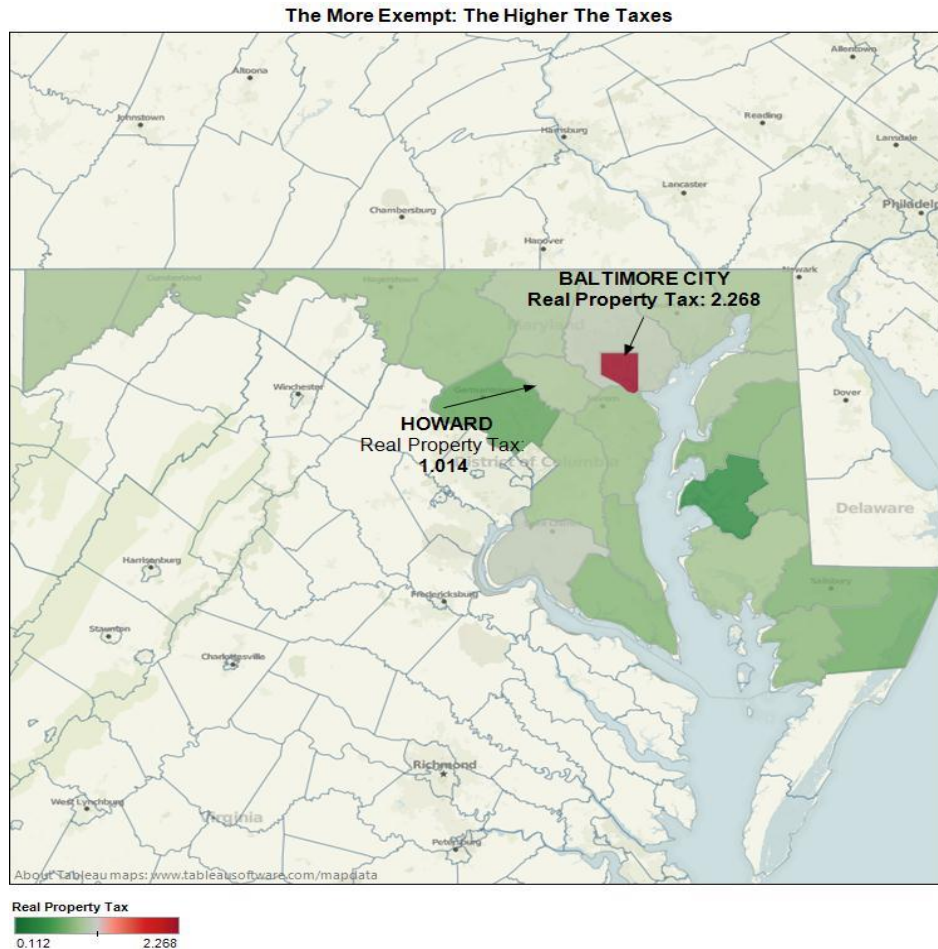 The More Exempt: The Higher The Taxes
Allentown
Altoona
Johnstown
Reading
Harrisburg
Lansdale
Lancaster
Chambersburg
Philadelp
Hanover
Newark
Cumberland
Hagerstown
BALTIMORE CITY
Real Property Tax: 2.268
Maryland
Winchester
Germantown
Dover
HOWARD
Real Property Tax:
1.014
District of Columbia
Delaware
Harrisonburg
Salisbury
Fredericksburg
Staunton
Charlottesville
Richmond
West Lynchburg
Virginia
Petersburg
About Tableau maps: www.tableausoftware.com/mapdata
Real Property Tax
0.112
2.268